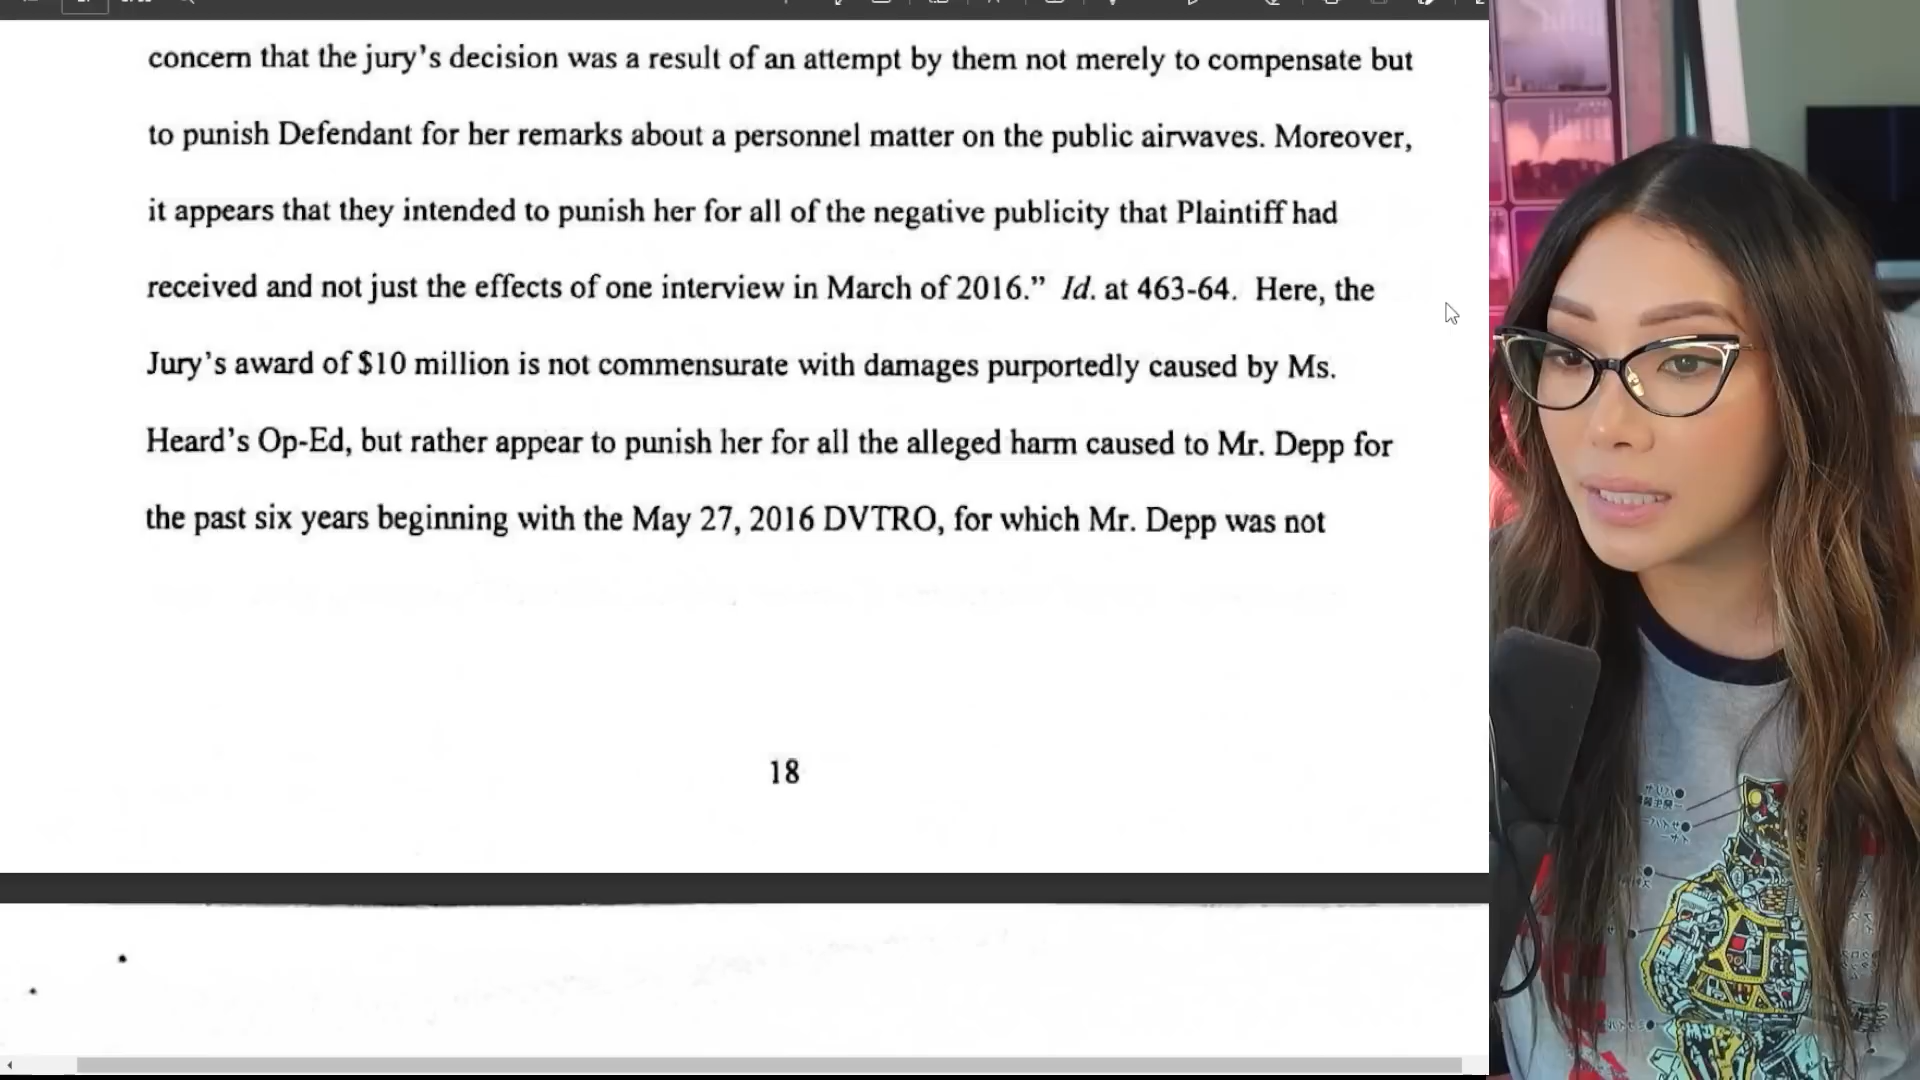 concern that the jury's decision was a result of an attempt by them not merely to compensate but
to punish Defendant for her remarks about a personnel matter on the public airwaves. Moreover,
it appears that they intended to punish her for all of the negative publicity that Plaintiff had
received and not just the effects of one interview in March of 2016." Id. at 463-64. Here, the
Jury's award of $10 million is not commensurate with damages purportedly caused by Ms.
Heard's Op-Ed, but rather appear to punish her for all the alleged harm caused to Mr. Depp for
the past six years beginning with the May 27, 2016 DVTRO, for which Mr. Depp was not
18